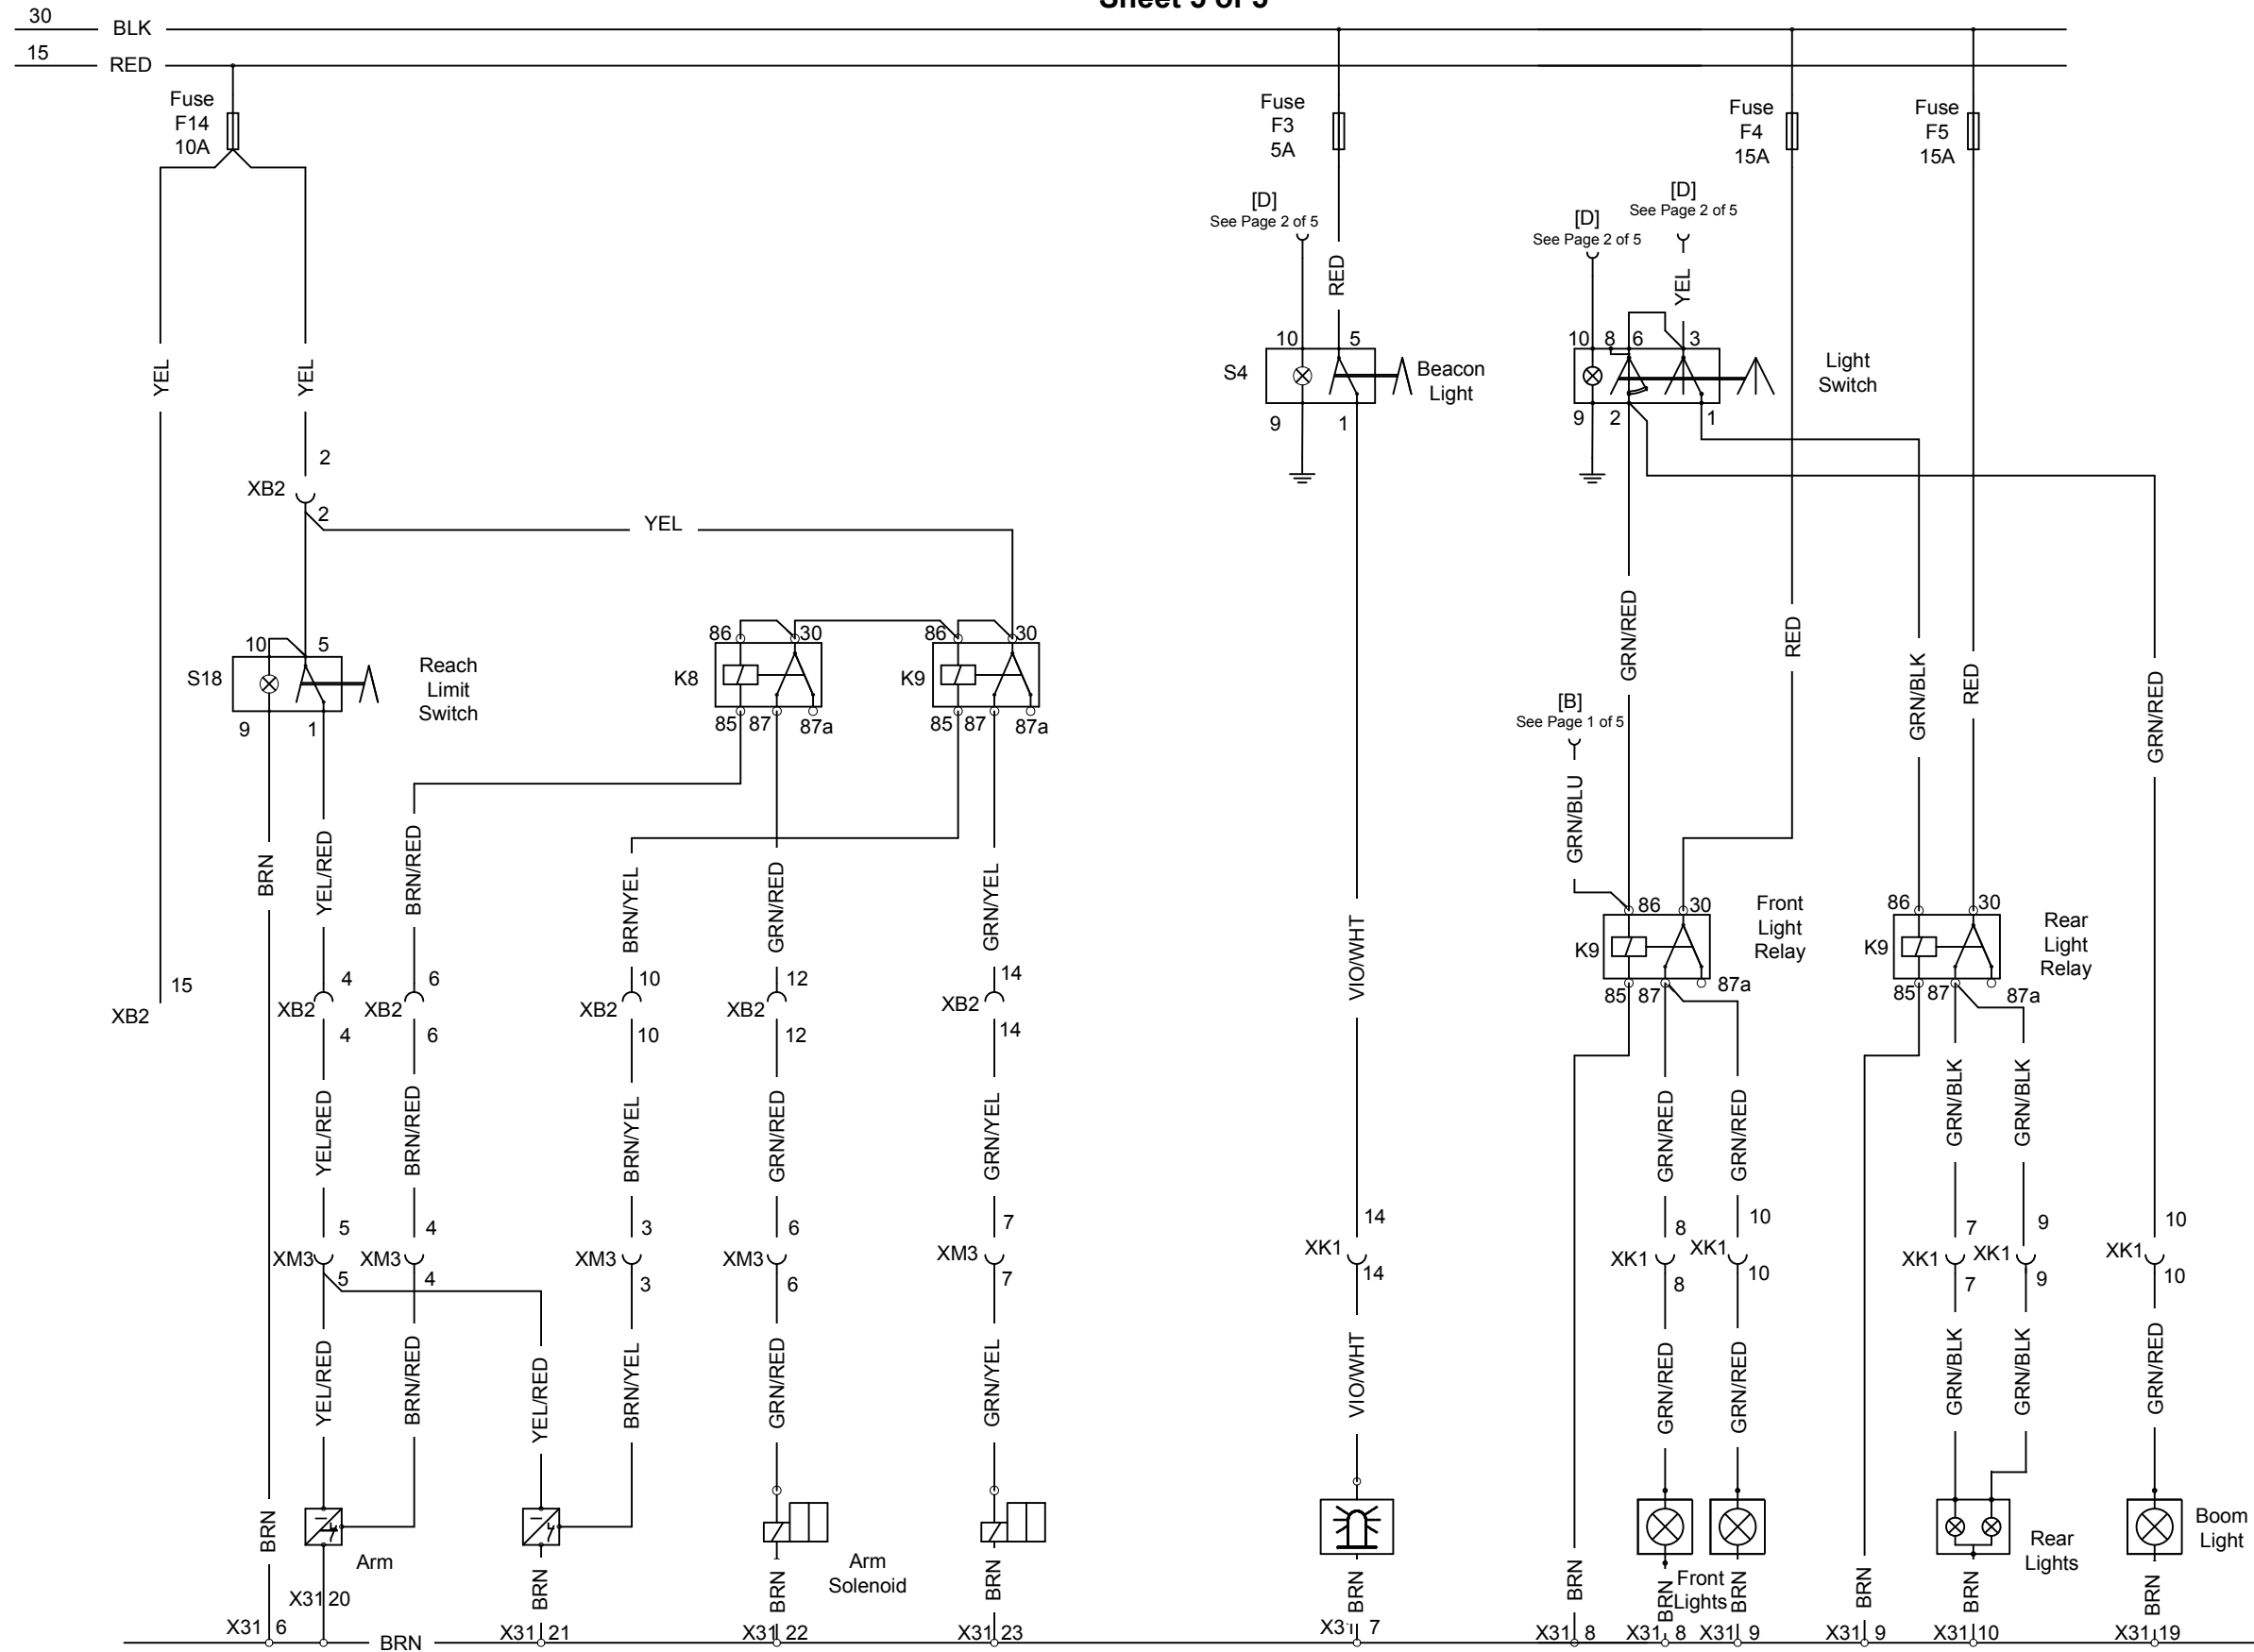 Sheet 5 of 5
30 BLK
15 RED
Fuse
F14
10A
Fuse
F3
5A
Fuse
F4
15A
Fuse
F5
15A
[D]
See Page 2 of 5
[D]
See Page 2 of 5
[D]
See Page 2 of 5
YEL
YEL
RED
YEL
10 5
S4
Beacon
Light
9 1
10 8 6 3
Light
Switch
9 2 1
2
XB2
2
YEL
GRN/RED
RED
GRN/BLK
RED
GRN/RED
10 5
S18
Reach
Limit
Switch
9 1
86 30
K8
85 87 87a
86 30
K9
85 87 87a
[B]
See Page 1 of 5
GRN/BLU
BRN
YEL/RED
BRN/RED
BRN/YEL
GRN/RED
GRN/YEL
VIO/WHT
86 30
K9
Front
Light
Relay
85 87 87a
86 30
K9
Rear
Light
Relay
85 87 87a
15
XB2
4
XB2
4
6
XB2
6
10
XB2
10
12
XB2
12
14
XB2
14
YEL/RED
BRN/RED
BRN/YEL
GRN/RED
GRN/YEL
GRN/RED
GRN/RED
GRN/BLK
GRN/BLK
5
XM3
5
4
XM3
4
3
XM3
3
6
XM3
6
7
XM3
7
14
XK1
14
8
XK1
8
10
XK1
10
7
XK1
7
9
XK1
9
10
XK1
10
YEL/RED
BRN/RED
YEL/RED
BRN/YEL
GRN/RED
GRN/YEL
VIO/WHT
GRN/RED
GRN/RED
GRN/BLK
GRN/BLK
GRN/RED
BRN
Arm
BRN
Arm
Solenoid
BRN
BRN
BRN
BRN
BRN
Front
Lights
BRN
BRN
Rear
Lights
BRN
Boom
Light
BRN
X31 6
X31 20
BRN
X31 21
X31 22
X31 23
X31 7
X31 8
X31 8
X31 9
X31 9
X31 10
X31 19